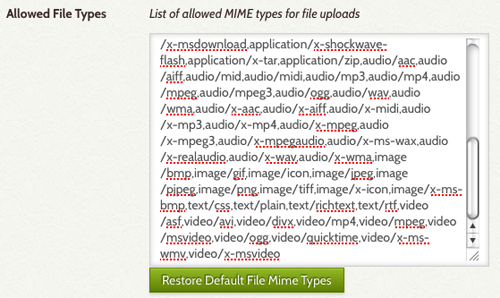 Allowed File Types
List of allowed MIME types for file uploads
/x-msdownload,application/x-shockwave-
flash,application/x-tar,application/zip,audio/aac,audio
/aiff,audio/mid,audio/midi,audio/mp3,audio/mp4,audio
/mpeg,audio/mpeg3,audio/ogg,audio/wav,audio
/wma,audio/x-aac,audio/x-aiff,audio/x-midi,audio
/x-mp3,audio/x-mp4,audio/x-mpeg,audio
/x-mpeg3,audio/x-mpegaudio,audio/x-ms-wax,audio
/x-realaudio,audio/x-wav,audio/x-wma,image
/bmp,image/gif,image/icon,image/jpeg,image
/pipeg,image/png,image/tiff,image/x-icon,image/x-ms-
bmp,text/css,text/plain,text/richtext,text/rtf,video
/asf,video/avi,video/divx,video/mp4,video/mpeg,video
/msvideo,video/ogg,video/quicktime,video/x-ms-
wmv,video/x-msvideo
Restore Default File Mime Types